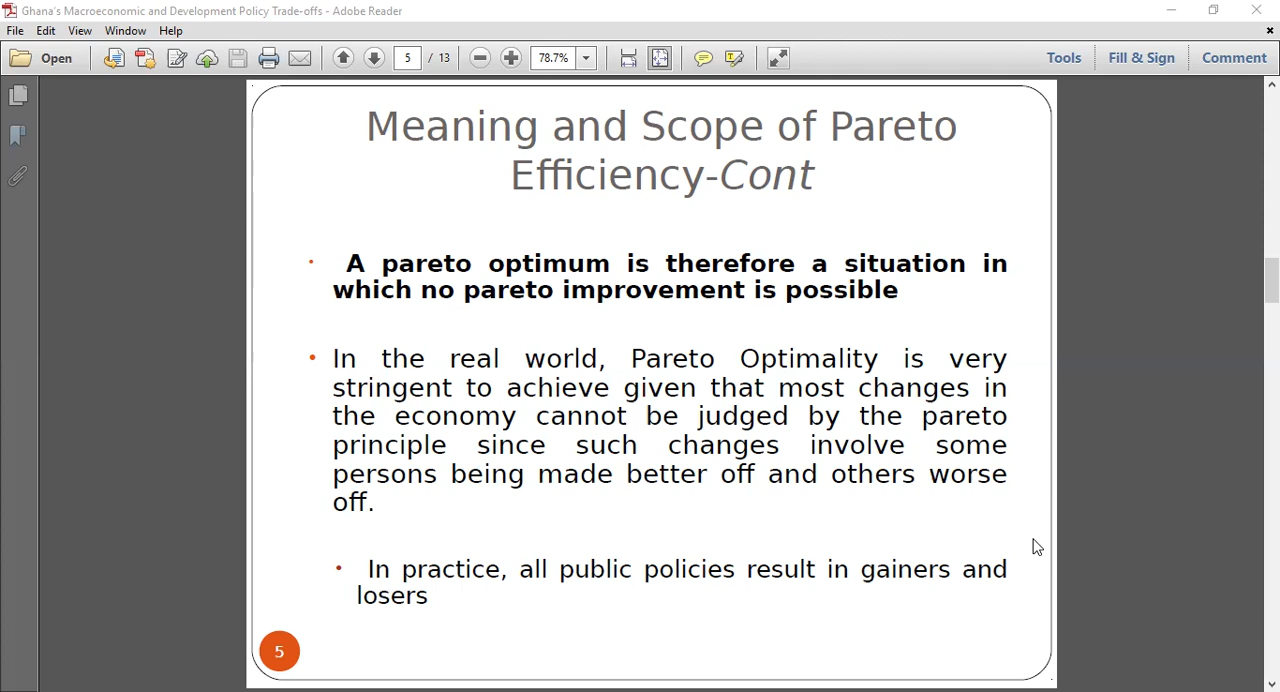 Ghana's Macroeconomic and Development Policy Trade-offs - Adobe Reader
File Edit View Window Help
Open 5 / 13 78.7% Tools Fill & Sign Comment
Meaning and Scope of Pareto
Efficiency-Cont
• A pareto optimum is therefore a situation in
which no pareto improvement is possible
• In the real world, Pareto Optimality is very
stringent to achieve given that most changes in
the economy cannot be judged by the pareto
principle since such changes involve some
persons being made better off and others worse
off.
• In practice, all public policies result in gainers and
losers
5